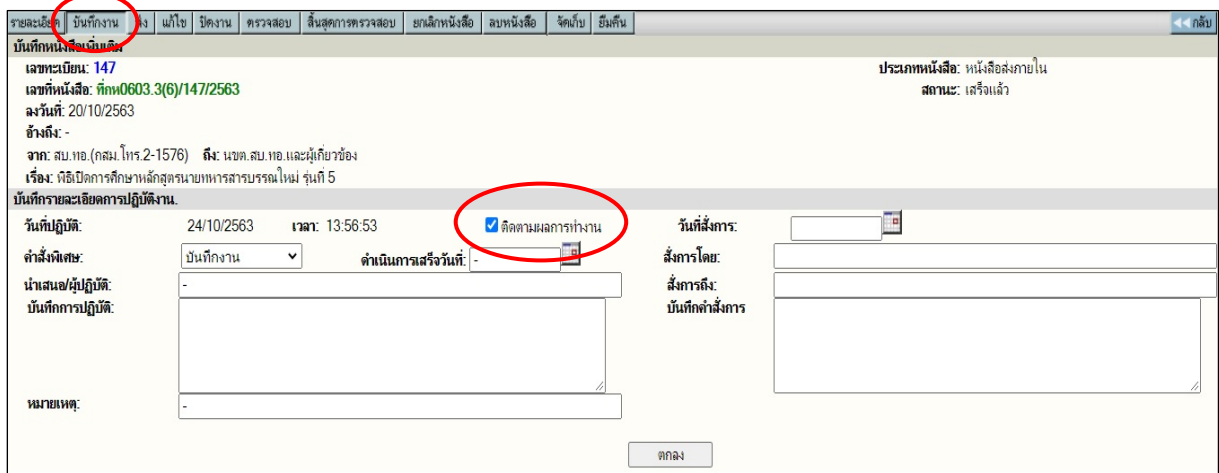 รายละเอียด บันทึกงาน ส่ง แก้ไข ปิดงาน ตรวจสอบ สิ้นสุดการตรวจสอบ ยกเลิกหนังสือ ลบหนังสือ จัดเก็บ ยืมคืน กลับ
บันทึกหนังสือเพิ่มเติม
เลขทะเบียน: 147 ประเภทหนังสือ: หนังสือส่งภายใน
เลขที่หนังสือ: ที่กห0603.3(6)/147/2563 สถานะ: เสร็จแล้ว
ลงวันที่: 20/10/2563
อ้างถึง: -
จาก: สบ.ทอ.(กสม.โทร.2-1576) ถึง: นขต.สบ.ทอ.และผู้เกี่ยวข้อง
เรื่อง: พิธีเปิดการศึกษาหลักสูตรนายทหารสารบรรณใหม่ รุ่นที่ 5
บันทึกรายละเอียดการปฏิบัติงาน.
วันที่ปฏิบัติ: 24/10/2563 เวลา: 13:56:53 ติดตามผลการทำงาน วันที่สั่งการ:
คำสั่งพิเศษ: บันทึกงาน ดำเนินการเสร็จวันที่: - สั่งการโดย:
นำเสนอ/ผู้ปฏิบัติ: - สั่งการถึง:
บันทึกการปฏิบัติ: บันทึกคำสั่งการ
หมายเหตุ: -
ตกลง